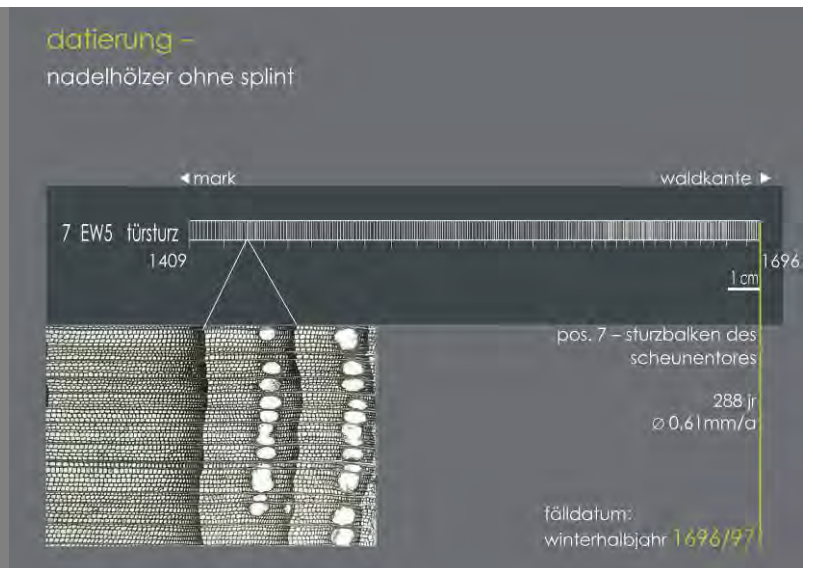 datierung –
nadelhölzer ohne splint
◄ mark
waldkante ►
7 EW5 türsturz
1409
1696
1 cm
pos. 7 – sturzbalken des
scheunentores
288 jr
⌀ 0,61mm/a
fälldatum:
winterhalbjahr 1696/97